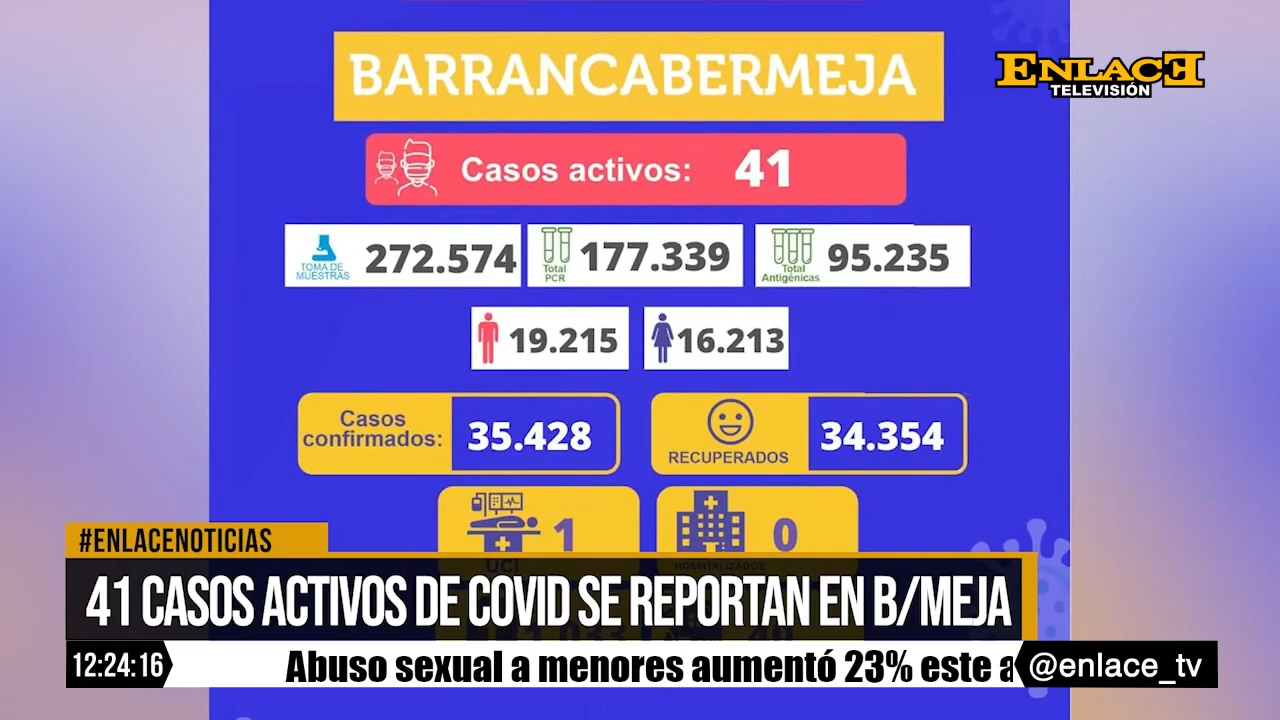 BARRANCABERMEJA
ENLACE
TELEVISIÓN
Casos activos: 41
TOMA DE
MUESTRAS
272.574
Total
PCR
177.339
Total
Antigénicas
95.235
19.215
16.213
Casos
confirmados:
35.428
RECUPERADOS
34.354
1
UCI
0
HOSPITALIZADOS
#ENLACENOTICIAS
41 CASOS ACTIVOS DE COVID SE REPORTAN EN B/MEJA
12:24:16
Abuso sexual a menores aumentó 23% este a
@enlace_tv